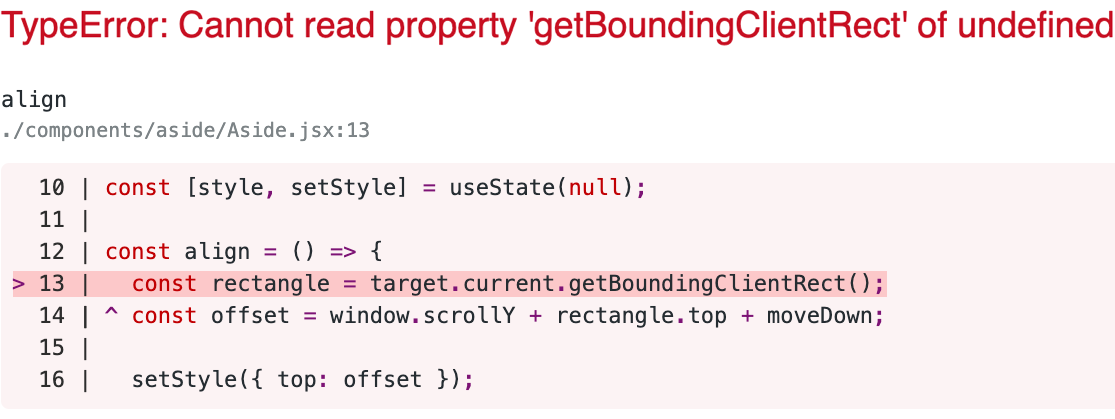 TypeError: Cannot read property 'getBoundingClientRect' of undefined
align
./components/aside/Aside.jsx:13
  10 | const [style, setStyle] = useState(null);
  11 |
  12 | const align = () => {
> 13 |   const rectangle = target.current.getBoundingClientRect();
  14 | ^ const offset = window.scrollY + rectangle.top + moveDown;
  15 |
  16 |   setStyle({ top: offset });